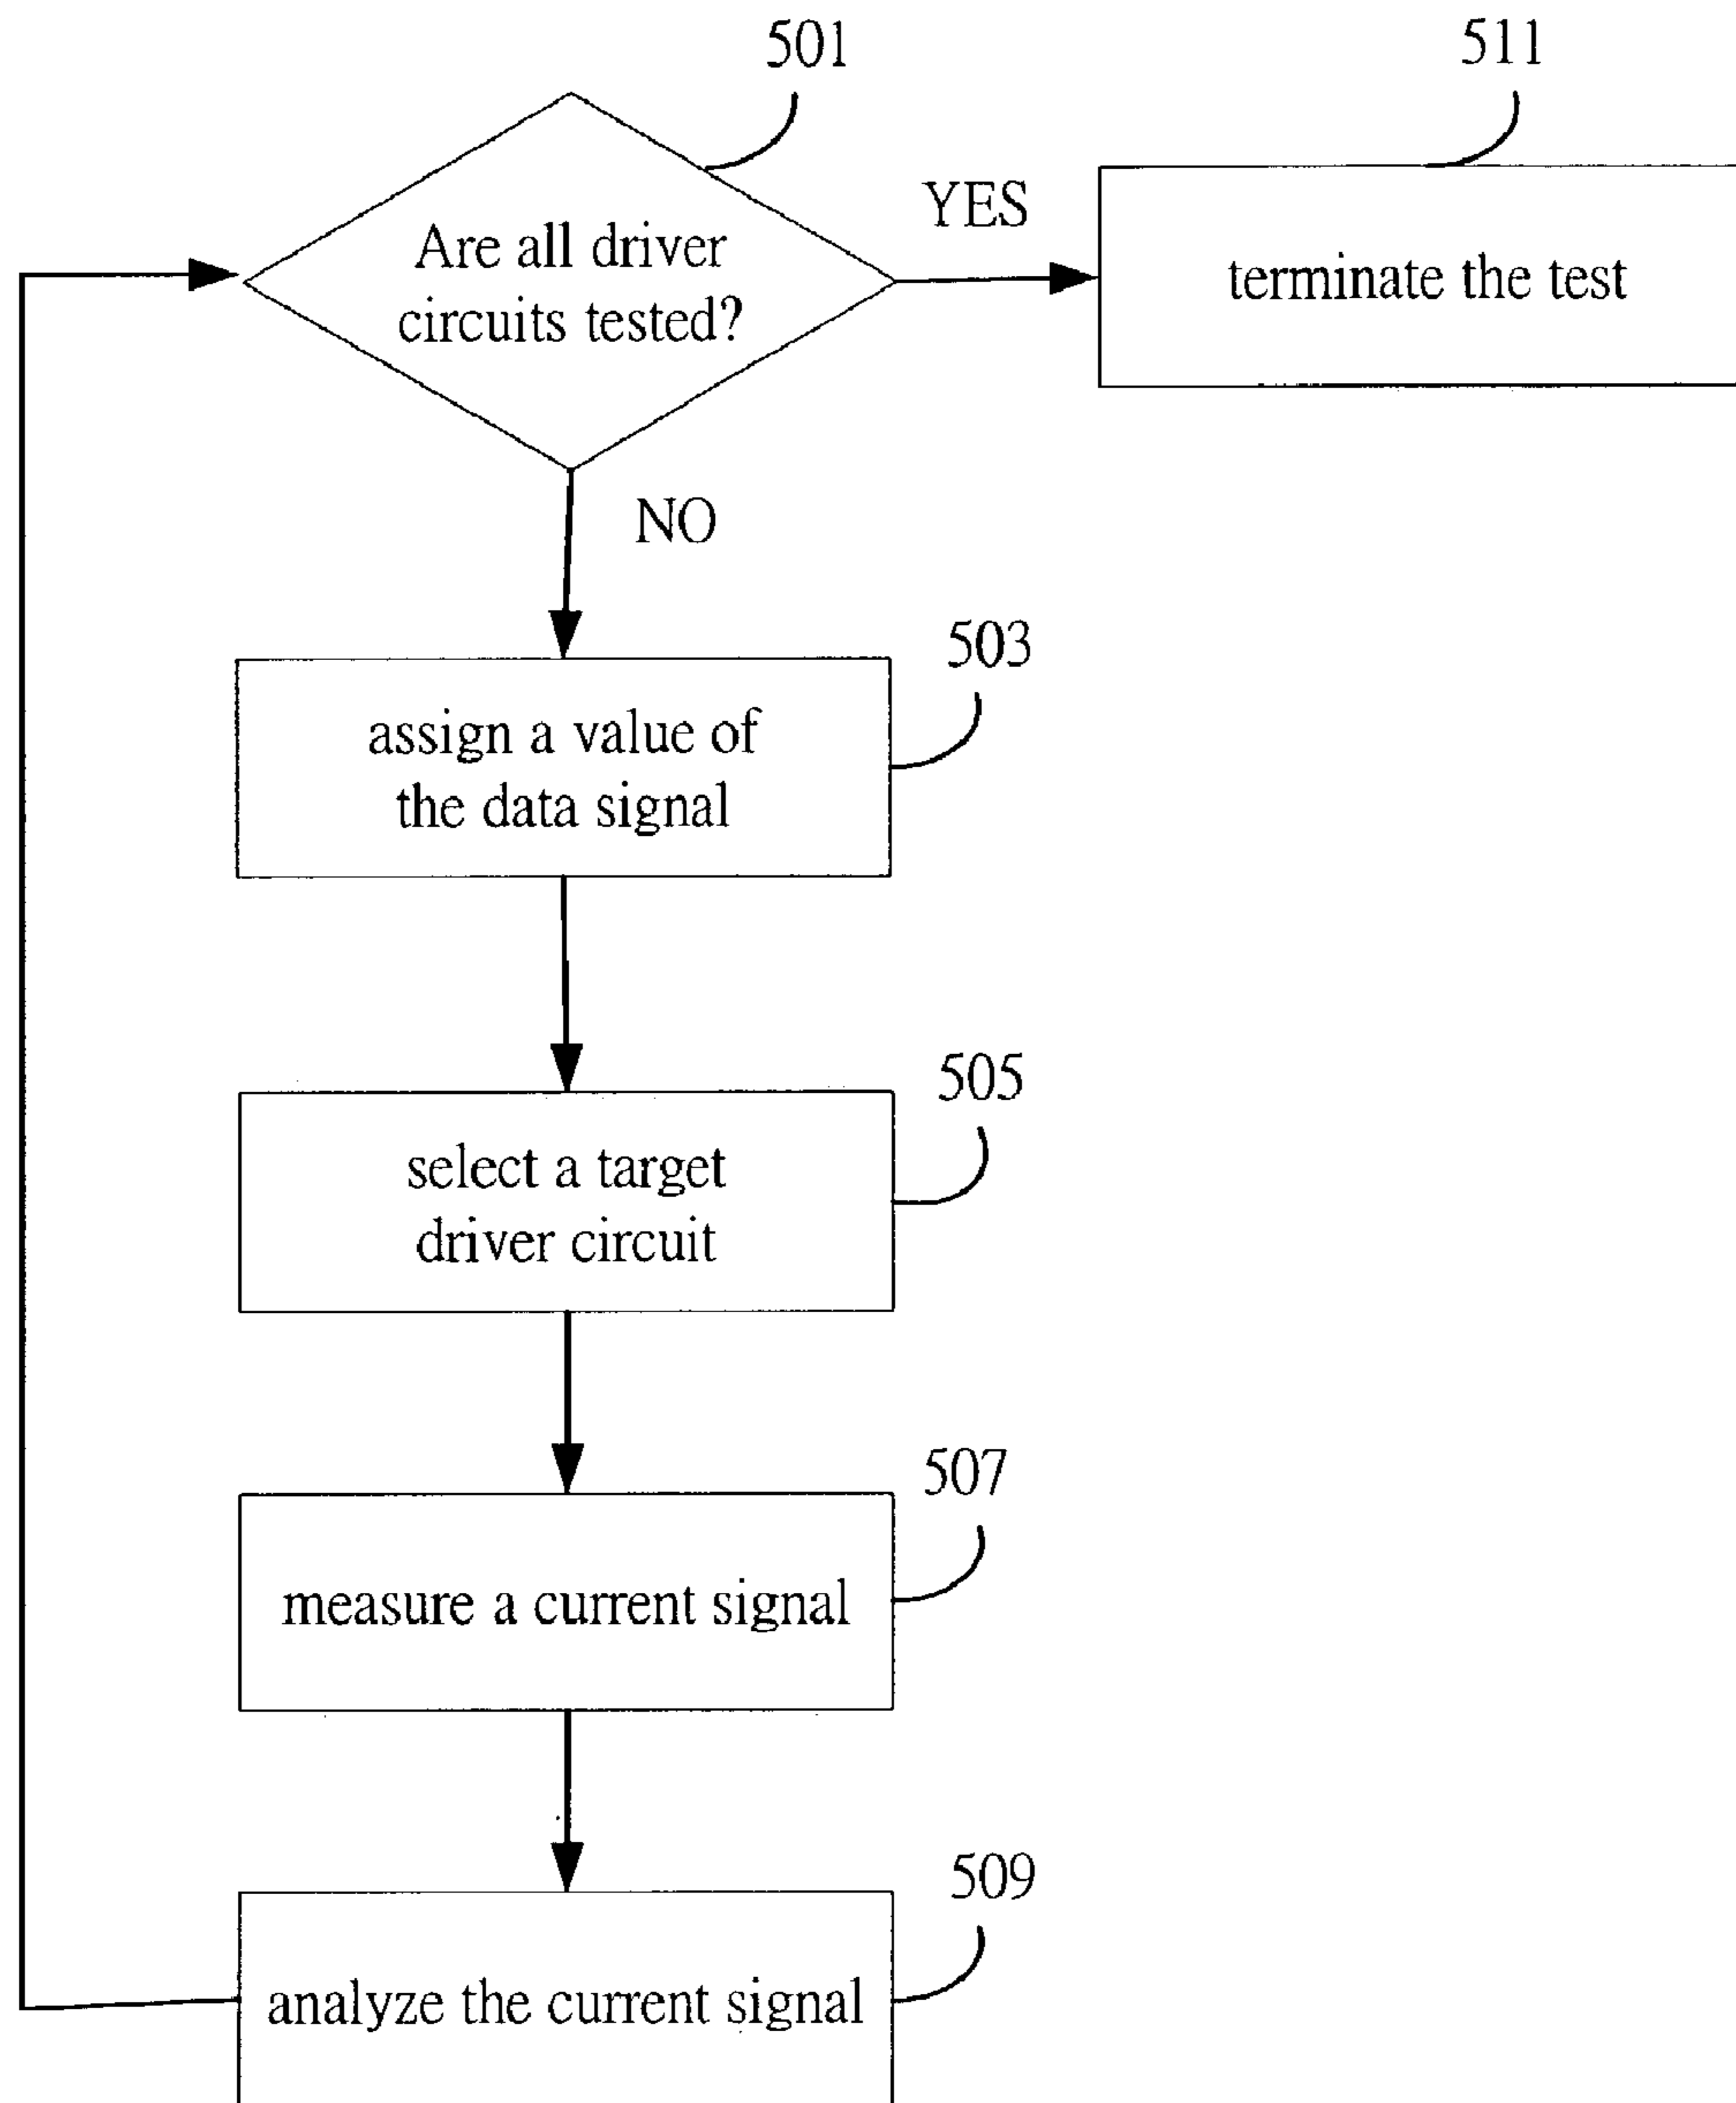 501
511
Are all driver
circuits tested?
YES
terminate the test
NO
503
assign a value of
the data signal
505
select a target
driver circuit
507
measure a current signal
509
analyze the current signal